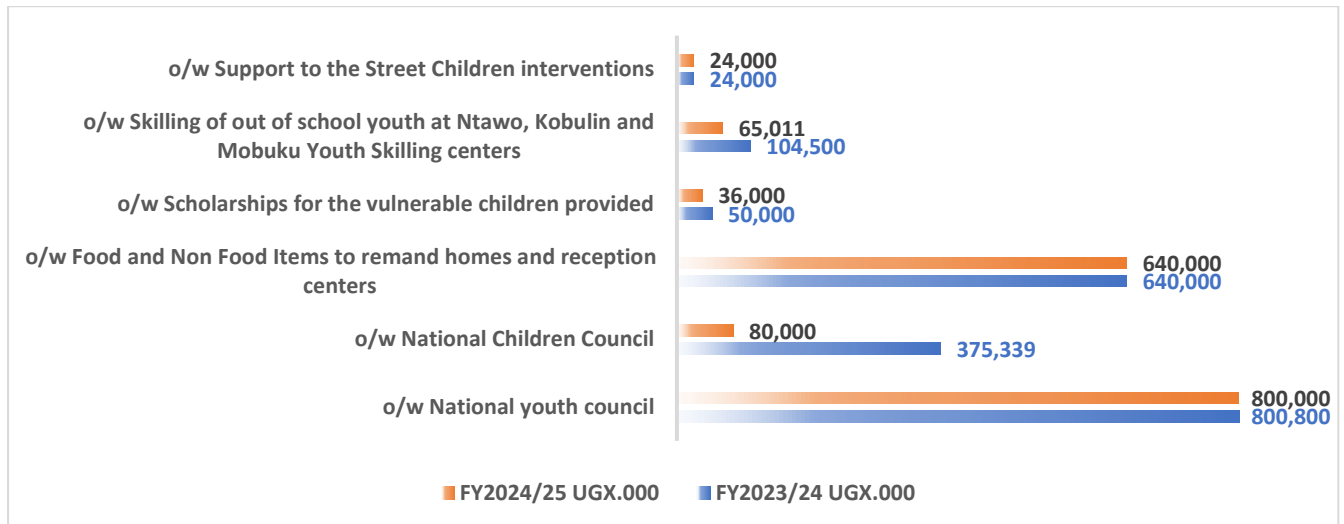 o/w Support to the Street Children interventions
24,000
24,000
o/w Skilling of out of school youth at Ntawo, Kobulin and
Mobuku Youth Skilling centers
65,011
104,500
o/w Scholarships for the vulnerable children provided
36,000
50,000
o/w Food and Non Food Items to remand homes and reception
centers
640,000
640,000
o/w National Children Council
80,000
375,339
o/w National youth council
800,000
800,800
FY2024/25 UGX.000 FY2023/24 UGX.000